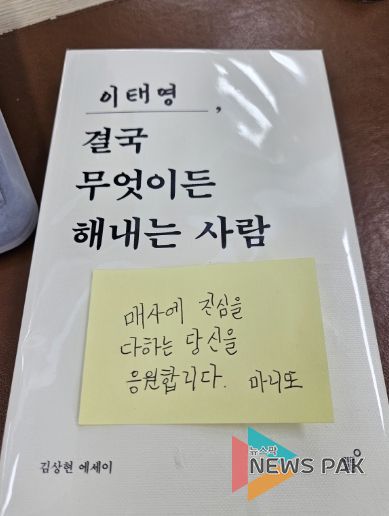 이태영,
결국
무엇이든
해내는 사람
매사에 진심을
다하는 당신을
응원합니다. 마니또
김상현 에세이
뉴스팍
NEWS PAK